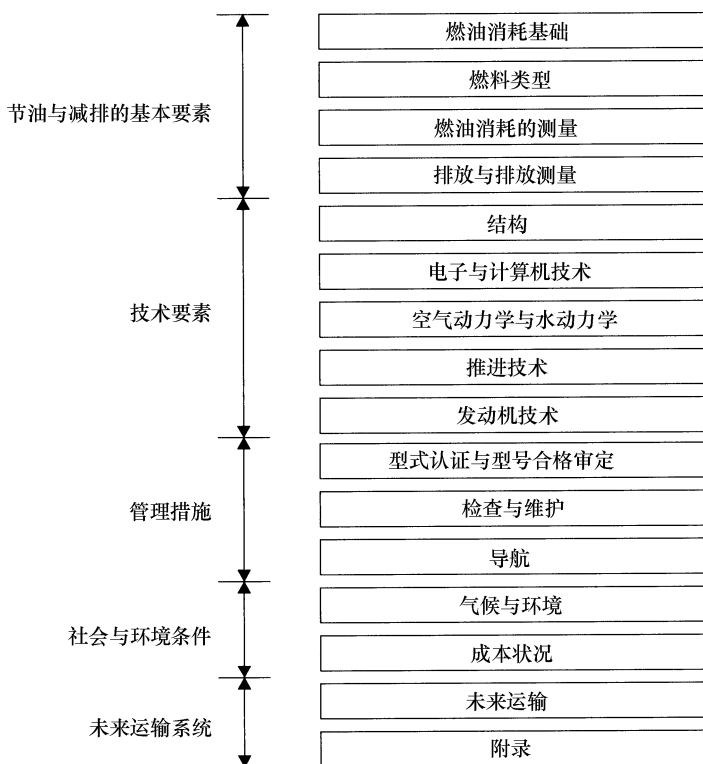 燃油消耗基础
燃料类型
节油与减排的基本要素
燃油消耗的测量
排放与排放测量
结构
电子与计算机技术
技术要素
空气动力学与水动力学
推进技术
发动机技术
型式认证与型号合格审定
管理措施
检查与维护
导航
气候与环境
社会与环境条件
成本状况
未来运输
未来运输系统
附录